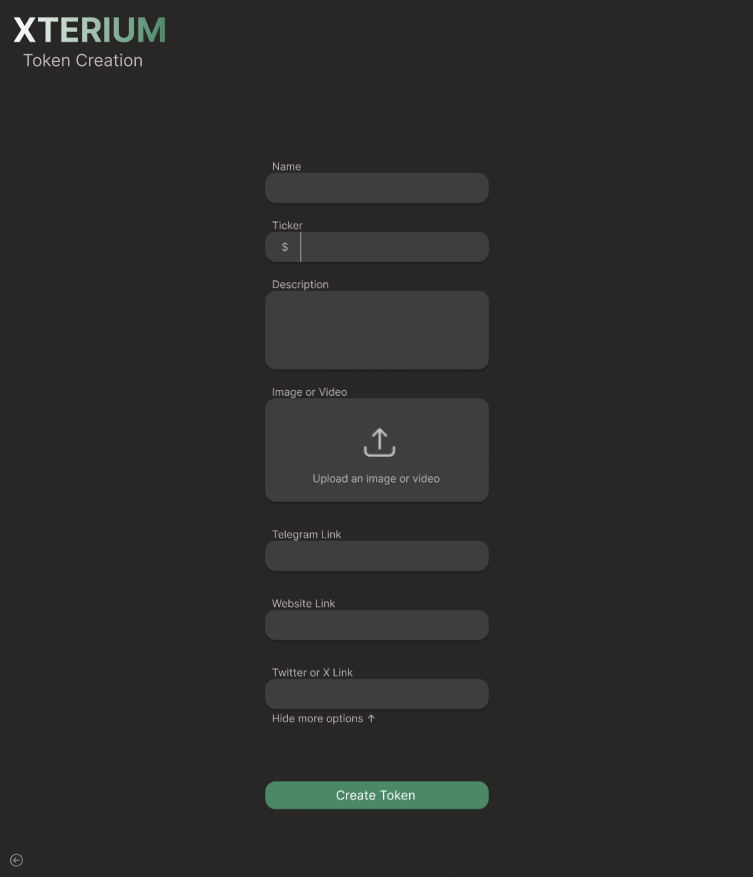 XTERIUM
Token Creation
Name
Ticker
$
Description
Image or Video
Upload an image or video
Telegram Link
Website Link
Twitter or X Link
Hide more options ↑
Create Token